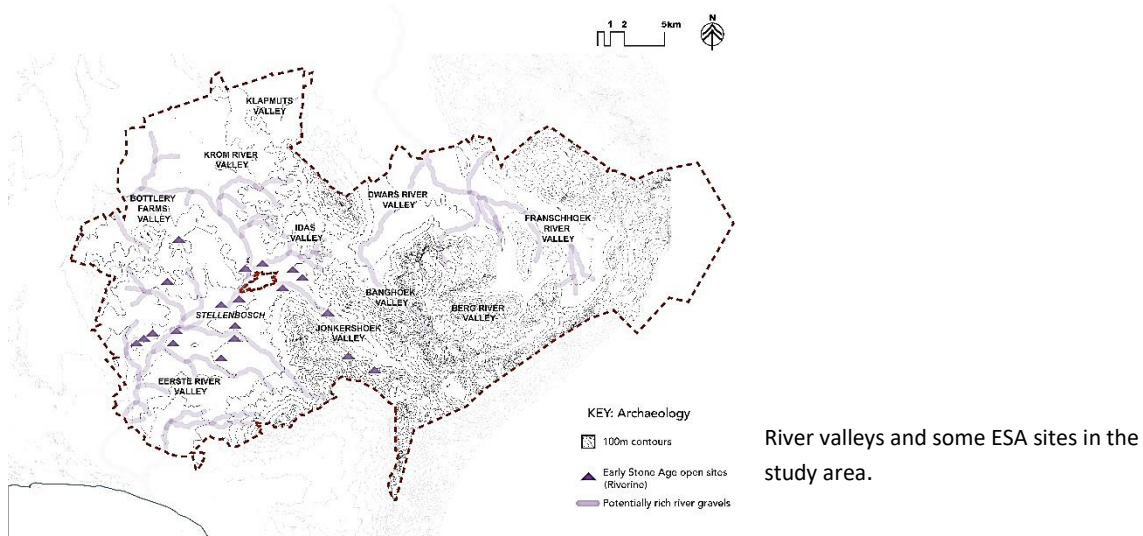 1 2 5km
N
KLAPMUTS
VALLEY
KROM RIVER
VALLEY
DWARS RIVER
VALLEY
BOTTLERY
FARMS
VALLEY
IDAS
VALLEY
FRANSCHHOEK
RIVER
VALLEY
BANGHOEK
VALLEY
BERG RIVER
VALLEY
STELLENBOSCH
JONKERSHOEK
VALLEY
EERSTE RIVER
VALLEY
KEY: Archaeology
100m contours
Early Stone Age open sites
(Riverine)
Potentially rich river gravels
River valleys and some ESA sites in the
study area.